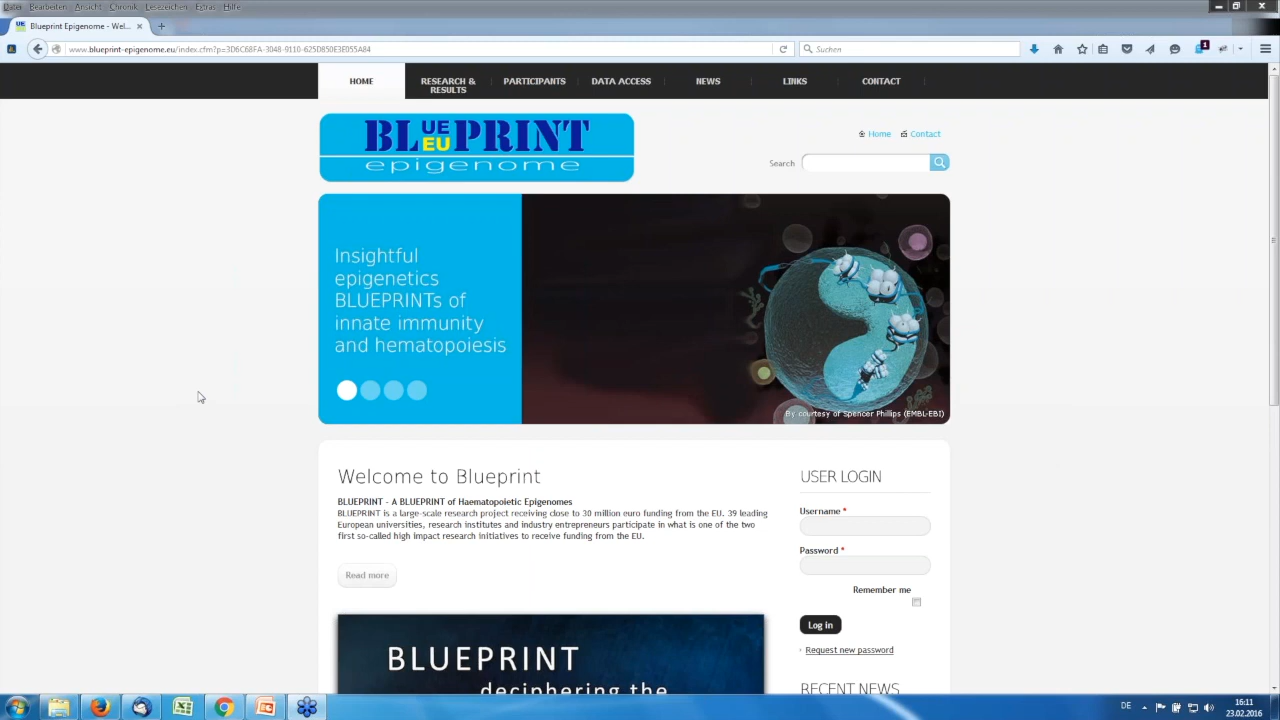 Datei Bearbeiten Ansicht Chronik Lesezeichen Extras Hilfe
Blueprint Epigenome - Wel...
www.blueprint-epigenome.eu/index.cfm?p=3D6C68FA-3048-9110-625D850E3E055A84
Suchen
1
HOME
RESEARCH &
RESULTS
PARTICIPANTS
DATA ACCESS
NEWS
LINKS
CONTACT
BLUEPRINT
EU
epigenome
Home Contact
Search
Insightful
epigenetics
BLUEPRINTs of
innate immunity
and hematopoiesis
By courtesy of Spencer Phillips (EMBL-EBI)
Welcome to Blueprint
BLUEPRINT - A BLUEPRINT of Haematopoietic Epigenomes
BLUEPRINT is a large-scale research project receiving close to 30 million euro funding from the EU. 39 leading
European universities, research institutes and industry entrepreneurs participate in what is one of the two
first so-called high impact research initiatives to receive funding from the EU.
Read more
BLUEPRINT
deciphering the
USER LOGIN
Username *
Password *
Remember me
Log in
Request new password
RECENT NEWS
DE
16:11
23.02.2016